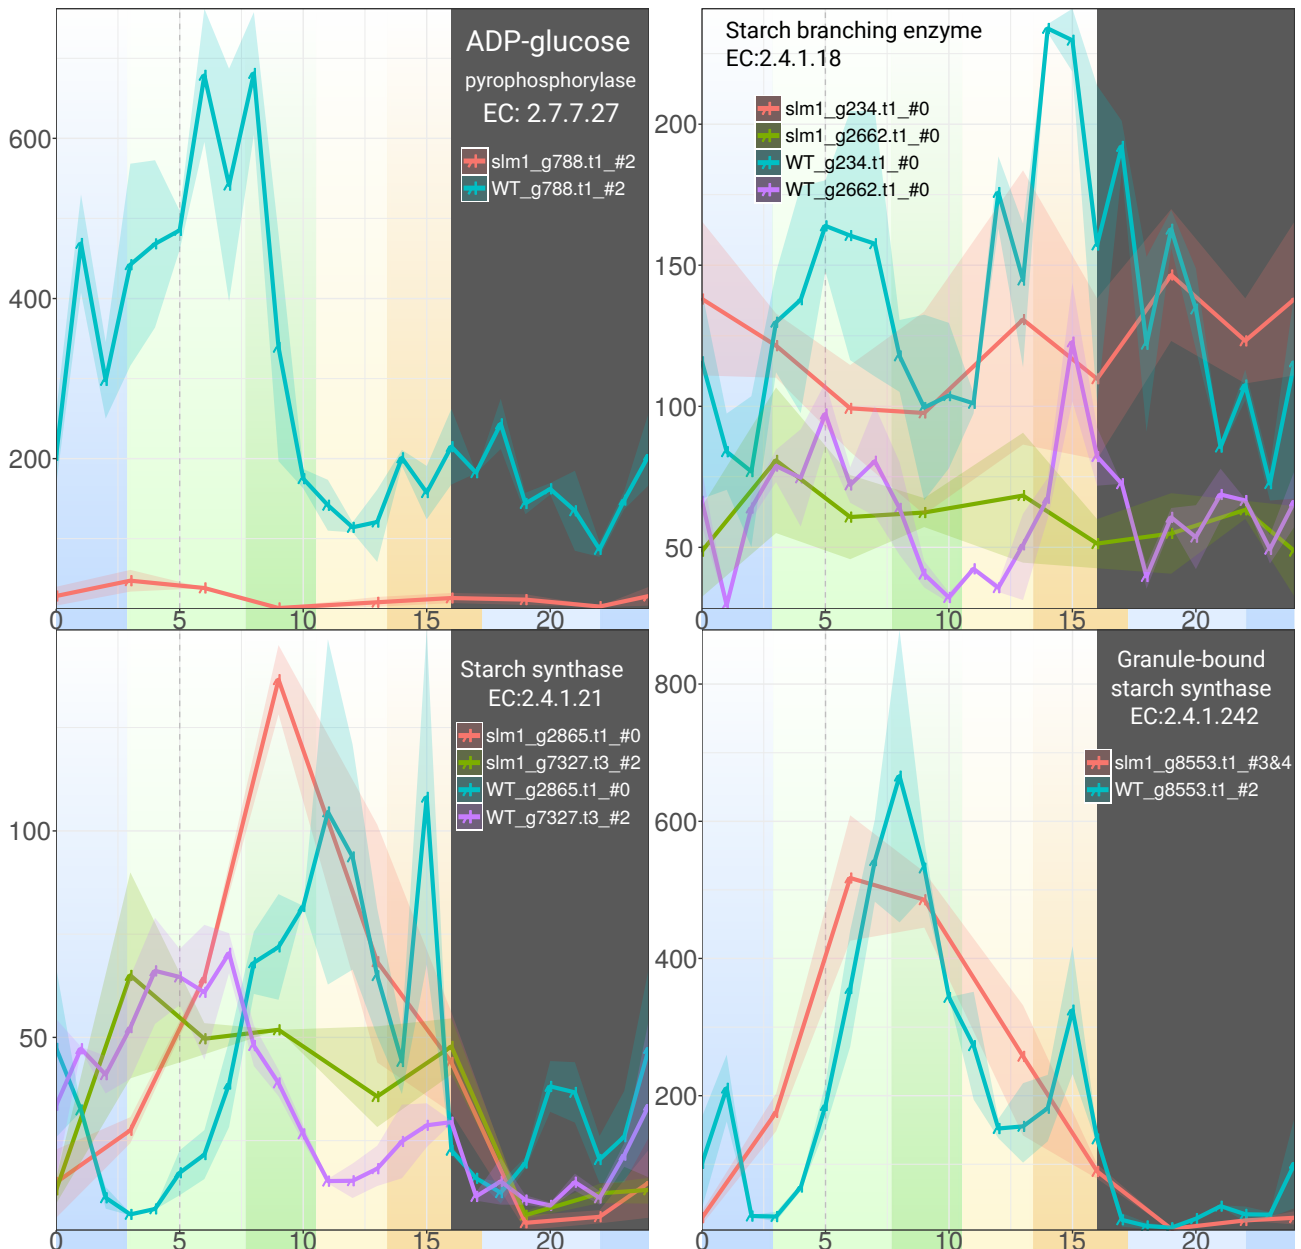 ADP-glucose
pyrophosphorylase
EC: 2.7.7.27
slm1_g788.t1_#2
WT_g788.t1_#2
600
400
200
0 5 10 15 20
Starch branching enzyme
EC:2.4.1.18
slm1_g234.t1_#0
slm1_g2662.t1_#0
WT_g234.t1_#0
WT_g2662.t1_#0
200
150
100
50
0 5 10 15 20
Starch synthase
EC:2.4.1.21
slm1_g2865.t1_#0
slm1_g7327.t3_#2
WT_g2865.t1_#0
WT_g7327.t3_#2
100
50
0 5 10 15 20
Granule-bound
starch synthase
EC:2.4.1.242
slm1_g8553.t1_#3&4
WT_g8553.t1_#2
800
600
400
200
0 5 10 15 20